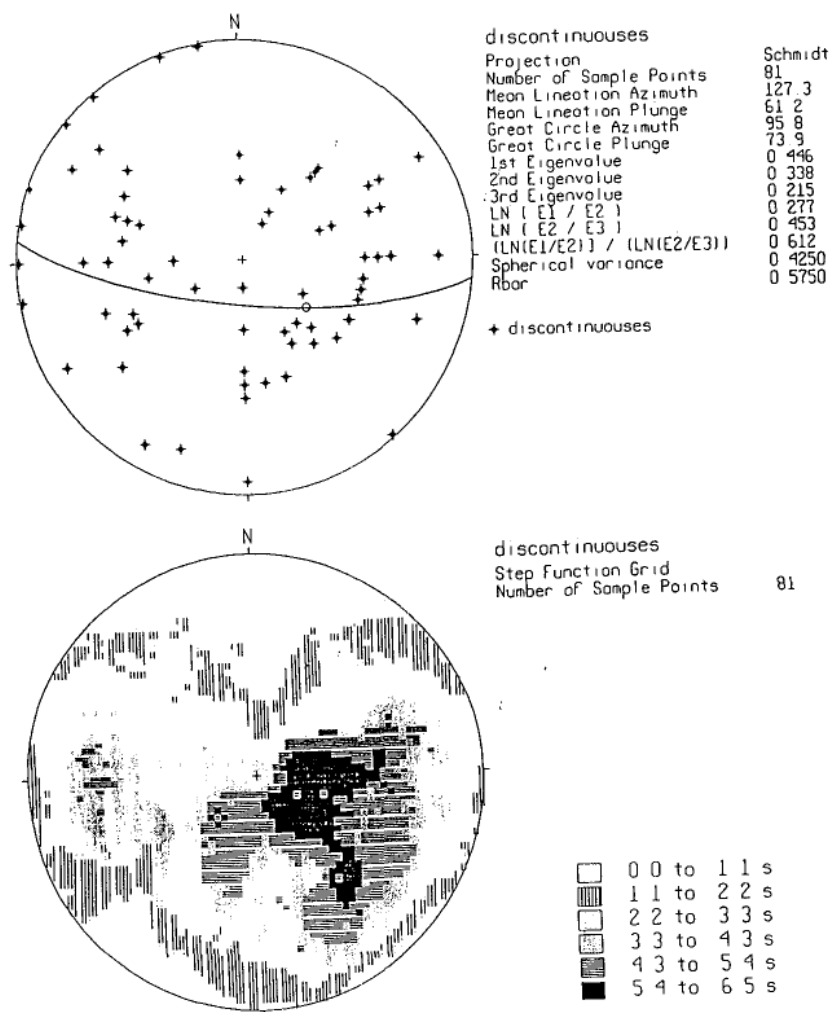 N
discontinuouses
Projection Schmidt
Number of Sample Points 81
Mean Lineation Azimuth 127.3
Mean Lineation Plunge 61 2
Great Circle Azimuth 95 8
Great Circle Plunge 73 9
1st Eigenvalue 0 446
2nd Eigenvalue 0 338
3rd Eigenvalue 0 215
LN ( E1 / E2 ) 0 277
LN ( E2 / E3 ) 0 453
(LN(E1/E2)) / (LN(E2/E3)) 0 612
Spherical variance 0 4250
Rbar 0 5750
discontinuouses
N
discontinuouses
Step Function Grid
Number of Sample Points 81
0 0 to 1 1 s
1 1 to 2 2 s
2 2 to 3 3 s
3 3 to 4 3 s
4 3 to 5 4 s
5 4 to 6 5 s